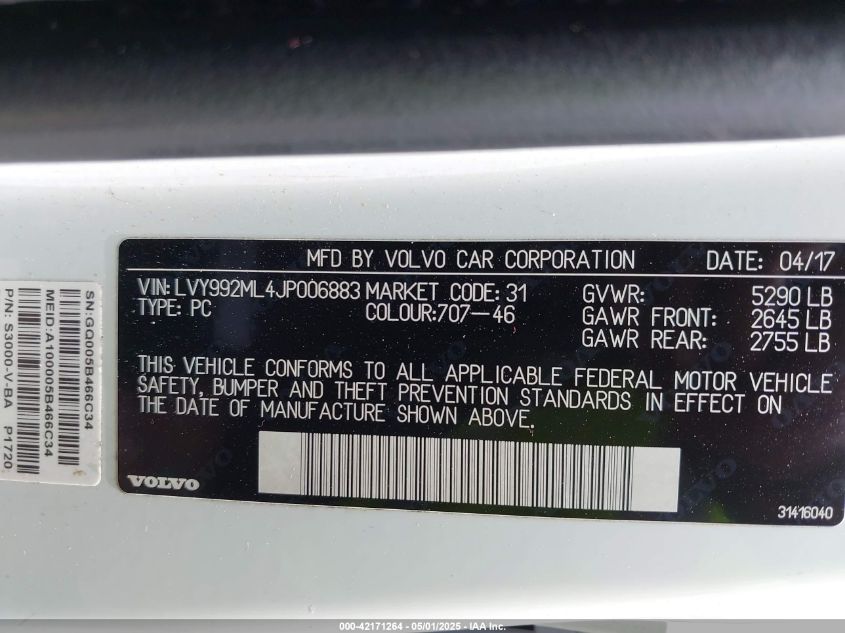 MFD BY VOLVO CAR CORPORATION DATE: 04/17
VIN: LVY992ML4JP006883 MARKET CODE: 31 GVWR: 5290 LB
TYPE: PC COLOUR:707-46 GAWR FRONT: 2645 LB
GAWR REAR: 2755 LB
THIS VEHICLE CONFORMS TO ALL APPLICABLE FEDERAL MOTOR VEHICLE
SAFETY, BUMPER AND THEFT PREVENTION STANDARDS IN EFFECT ON
THE DATE OF MANUFACTURE SHOWN ABOVE.
VOLVO
31416040
SN:GQ005B466C34
MED:A100005B466C34
P/N: S3000-V-BA P1720
000-42171264 - 05/01/2025 - IAA Inc.